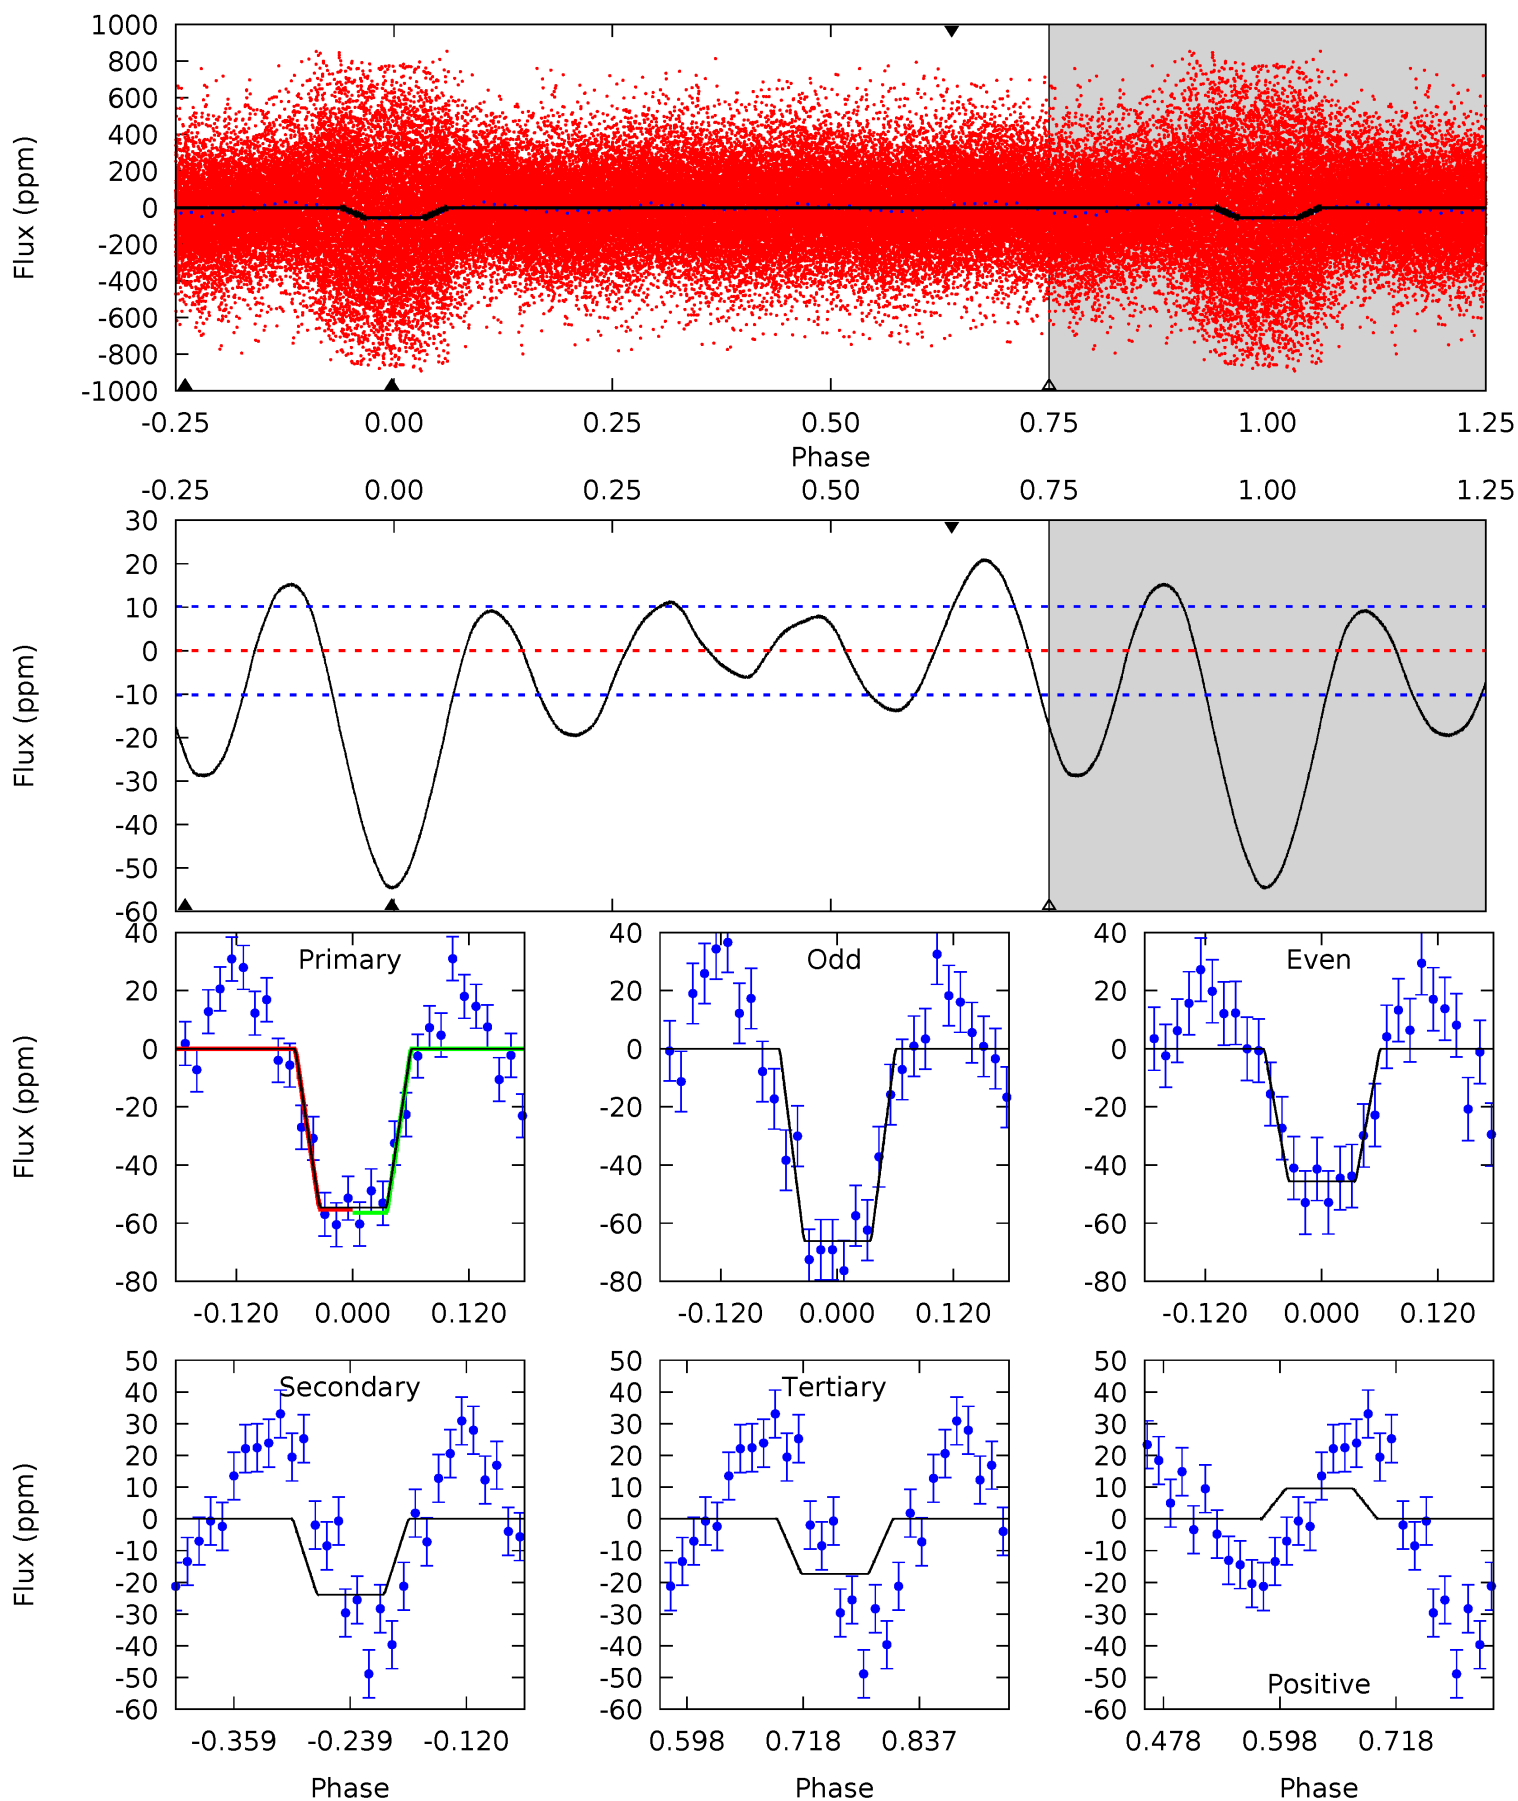 1000
800
600
400
200
0
-200
-400
-600
-800
-1000
Flux (ppm)
-0.25 0.00 0.25 0.50 0.75 1.00 1.25
Phase
-0.25 0.00 0.25 0.50 0.75 1.00 1.25
30
20
10
0
-10
-20
-30
-40
-50
-60
Flux (ppm)
Primary Odd Even
40 40 40
20 20 20
0 0 0
-20 -20 -20
-40 -40 -40
-60 -60 -60
-80 -80 -80
Flux (ppm)
-0.120 0.000 0.120 -0.120 0.000 0.120 -0.120 0.000 0.120
50 50 50
Secondary Tertiary
40 40 40
30 30 30
20 20 20
10 10 10
0 0 0
-10 -10 -10
-20 -20 -20
-30 -30 -30
-40 -40 -40
-50 -50 -50
Positive
-60 -60 -60
Flux (ppm)
-0.359 -0.239 -0.120 0.598 0.718 0.837 0.478 0.598 0.718
Phase Phase Phase